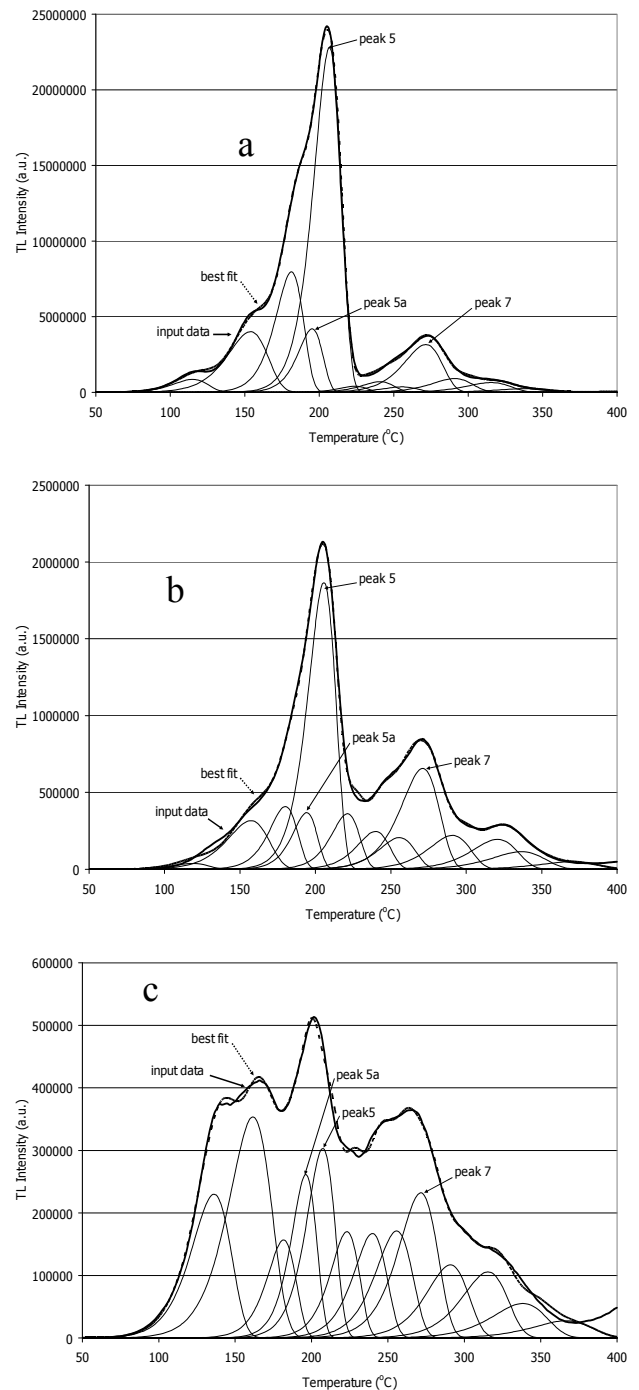 25000000
20000000
15000000
10000000
5000000
0
TL Intensity (a.u.)
a
peak 5
best fit
input data
peak 5a
peak 7
50 100 150 200 250 300 350 400
Temperature (°C)
2500000
2000000
1500000
1000000
500000
0
TL Intensity (a.u.)
b
peak 5
peak 5a
best fit
input data
peak 7
50 100 150 200 250 300 350 400
Temperature (°C)
600000
500000
400000
300000
200000
100000
0
TL Intensity (a.u.)
c
best fit
input data
peak 5a
peak5
peak 7
50 100 150 200 250 300 350 400
Temperature (°C)